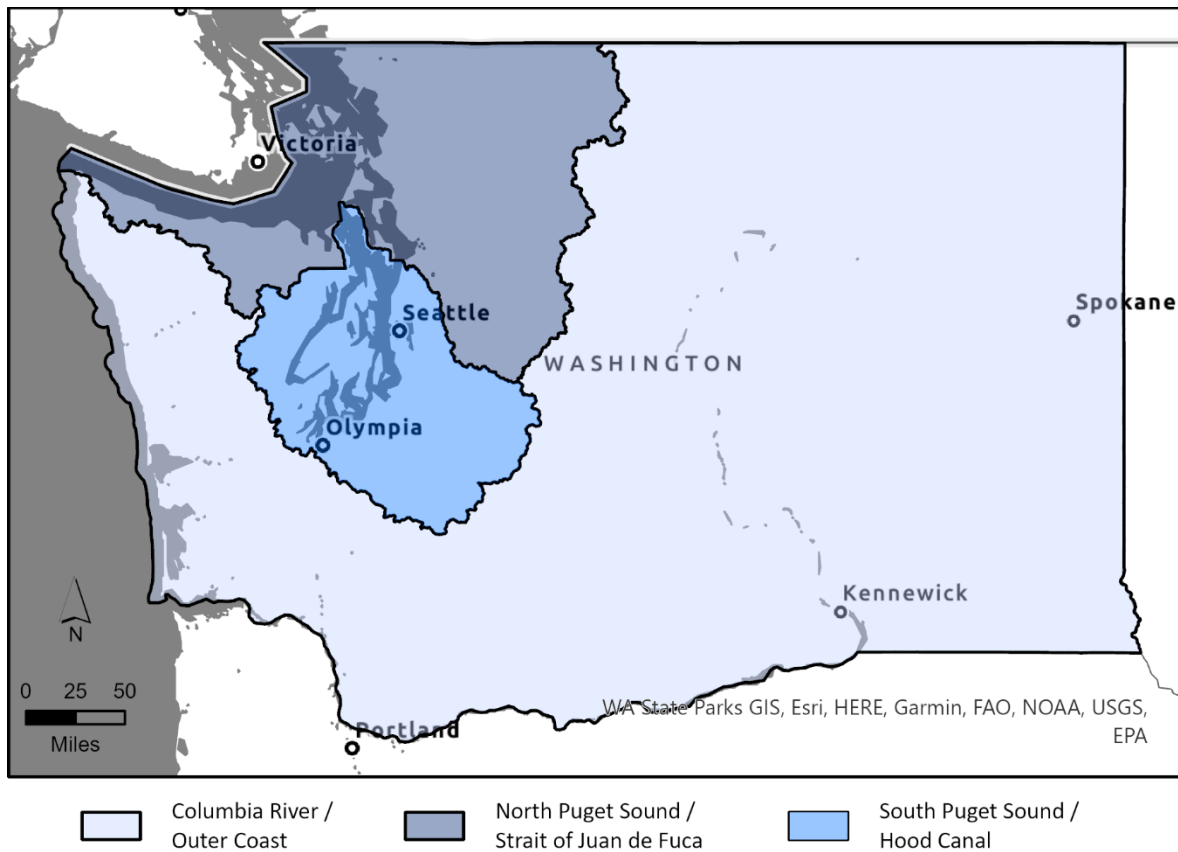 Victoria
Seattle
Spokane
WASHINGTON
Olympia
Kennewick
N
0 25 50
Miles
Portland
WA State Parks GIS, Esri, HERE, Garmin, FAO, NOAA, USGS,
EPA
Columbia River /
Outer Coast
North Puget Sound /
Strait of Juan de Fuca
South Puget Sound /
Hood Canal